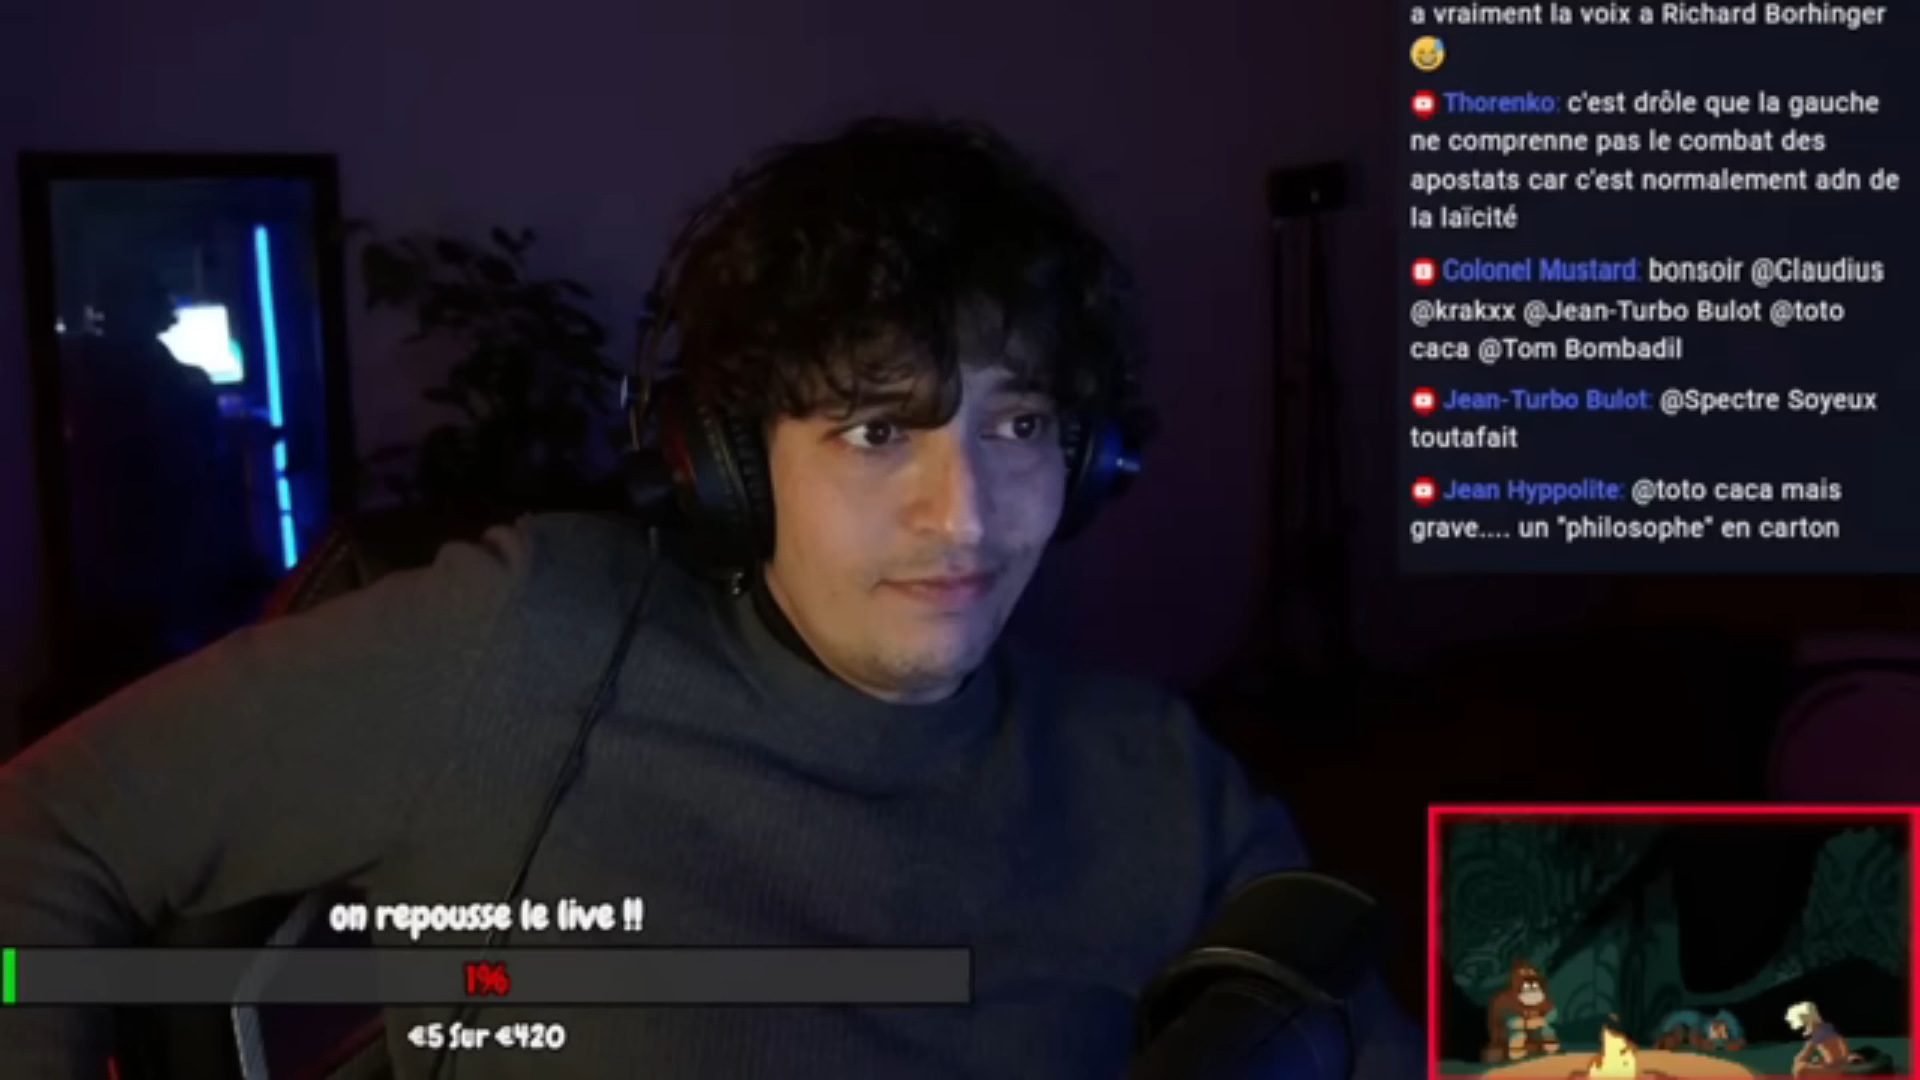 a vraiment la voix a Richard Borhinger
😅
Thorenko: c'est drôle que la gauche
ne comprenne pas le combat des
apostats car c'est normalement adn de
la laïcité
Colonel Mustard: bonsoir @Claudius
@krakxx @Jean-Turbo Bulot @toto
caca @Tom Bombadil
Jean-Turbo Bulot: @Spectre Soyeux
toutafait
Jean Hyppolite: @toto caca mais
grave.... un "philosophe" en carton
on repousse le live !!
1%
€5 Sur €420